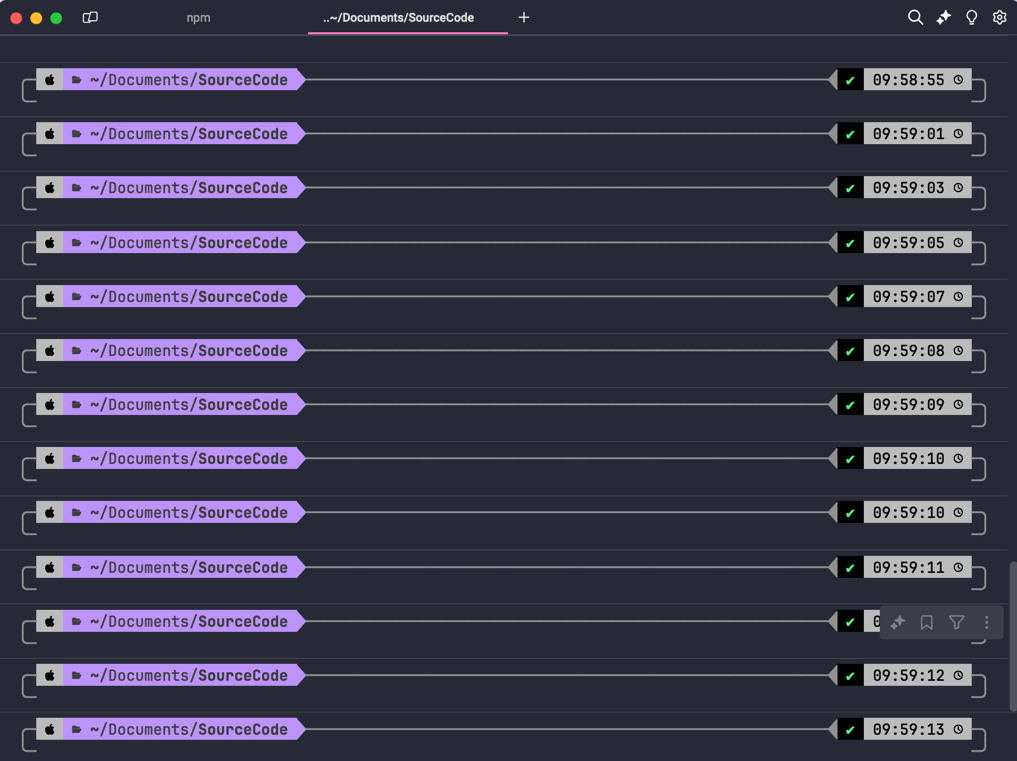 npm
..~/Documents/SourceCode
~/Documents/SourceCode ✔ 09:58:55
~/Documents/SourceCode ✔ 09:59:01
~/Documents/SourceCode ✔ 09:59:03
~/Documents/SourceCode ✔ 09:59:05
~/Documents/SourceCode ✔ 09:59:07
~/Documents/SourceCode ✔ 09:59:08
~/Documents/SourceCode ✔ 09:59:09
~/Documents/SourceCode ✔ 09:59:10
~/Documents/SourceCode ✔ 09:59:10
~/Documents/SourceCode ✔ 09:59:11
~/Documents/SourceCode ✔
~/Documents/SourceCode ✔ 09:59:12
~/Documents/SourceCode ✔ 09:59:13